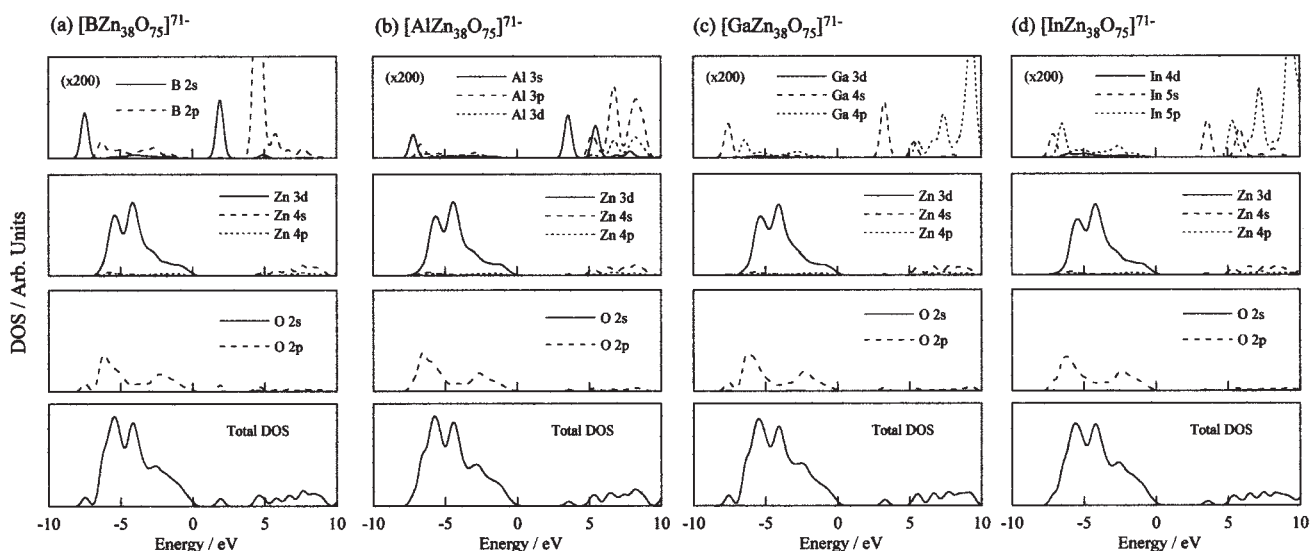 (a) [BZn38O75]71-
(b) [AlZn38O75]71-
(c) [GaZn38O75]71-
(d) [InZn38O75]71-
DOS / Arb. Units
(x200)
B 2s
B 2p
Zn 3d
Zn 4s
Zn 4p
O 2s
O 2p
Total DOS
-10 -5 0 5 10
Energy / eV
(x200)
Al 3s
Al 3p
Al 3d
Zn 3d
Zn 4s
Zn 4p
O 2s
O 2p
Total DOS
-10 -5 0 5 10
Energy / eV
(x200)
Ga 3d
Ga 4s
Ga 4p
Zn 3d
Zn 4s
Zn 4p
O 2s
O 2p
Total DOS
-10 -5 0 5 10
Energy / eV
(x200)
In 4d
In 5s
In 5p
Zn 3d
Zn 4s
Zn 4p
O 2s
O 2p
Total DOS
-10 -5 0 5 10
Energy / eV